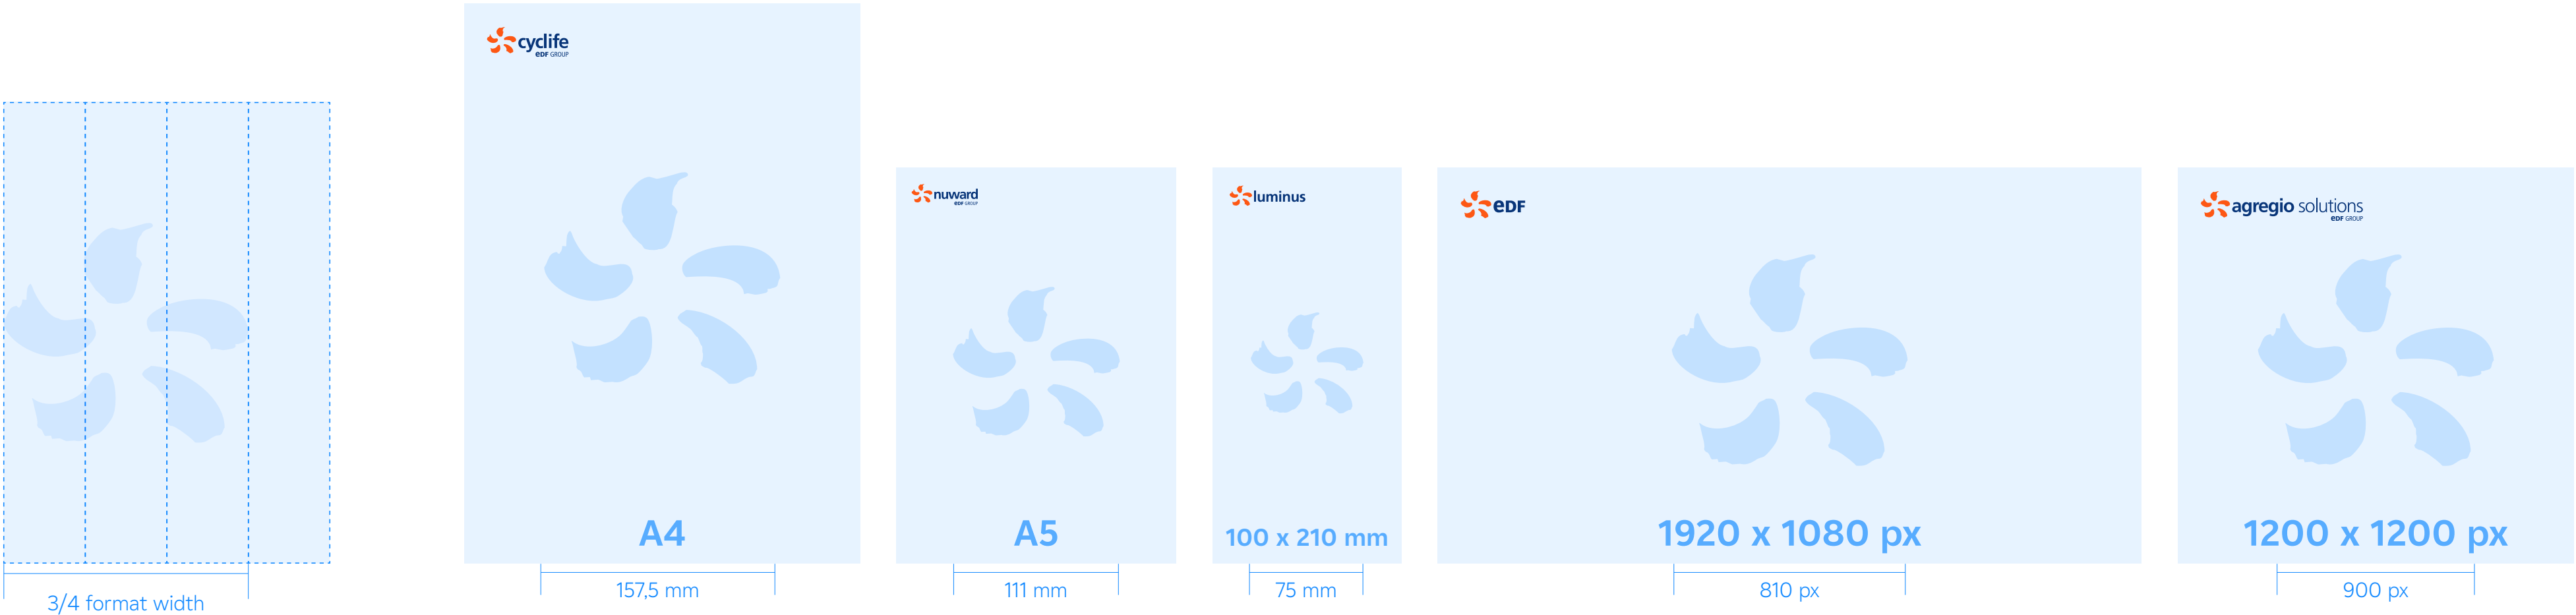 3/4 format width
cyclife
eDF GROUP
A4
157,5 mm
nuward
eDF GROUP
A5
111 mm
luminus
100 x 210 mm
75 mm
eDF
1920 x 1080 px
810 px
agregio solutions
eDF GROUP
1200 x 1200 px
900 px